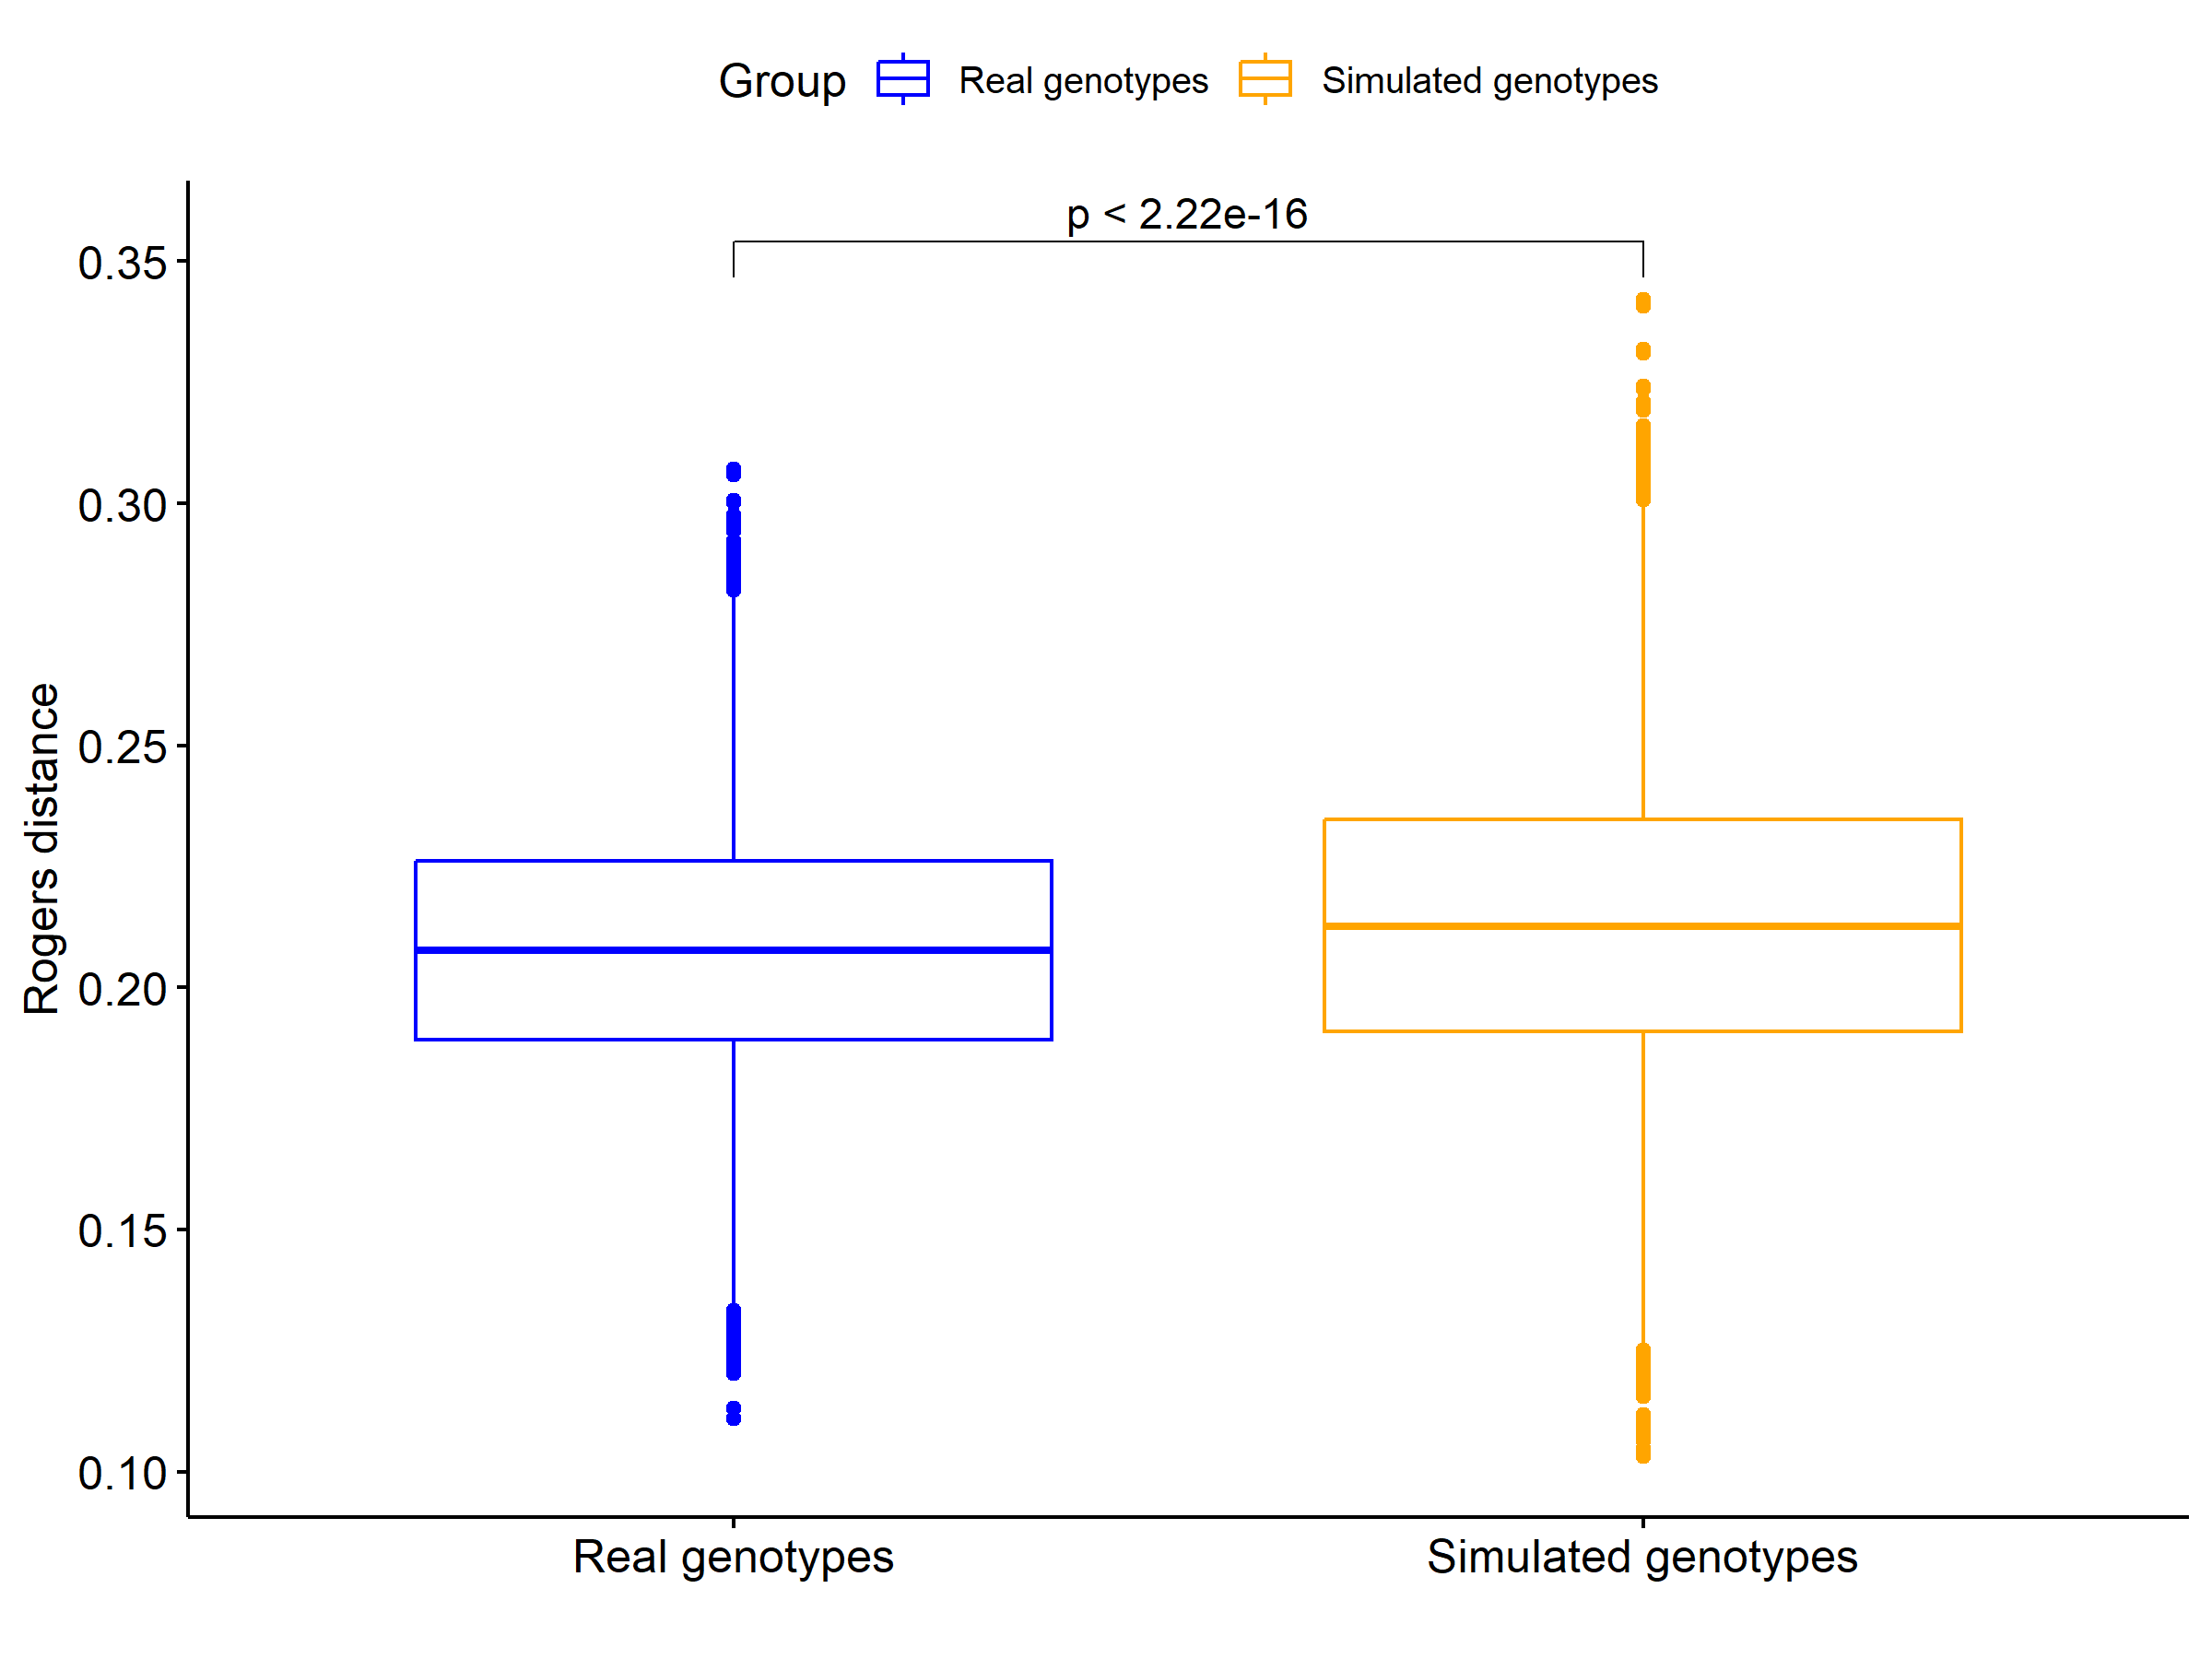 Group Real genotypes Simulated genotypes
p < 2.22e-16
0.35
0.30
0.25
0.20
0.15
0.10
Rogers distance
Real genotypes Simulated genotypes